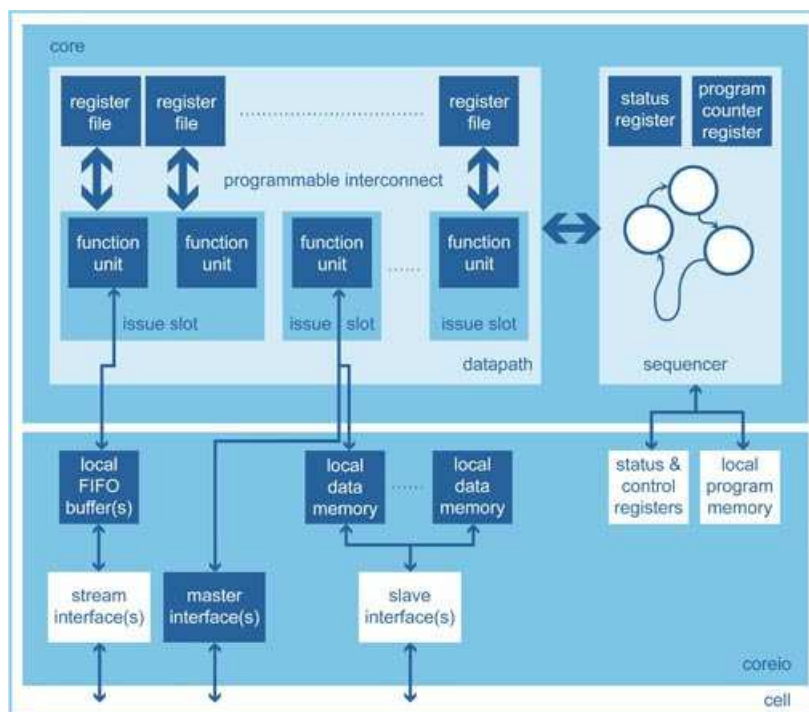 core
register
file
register
file
register
file
status
register
program
counter
register
programmable interconnect
function
unit
function
unit
function
unit
function
unit
issue slot
issue slot
issue slot
datapath
sequencer
local
FIFO
buffer(s)
local
data
memory
local
data
memory
status &
control
registers
local
program
memory
stream
interface(s)
master
interface(s)
slave
interface(s)
coreio
cell